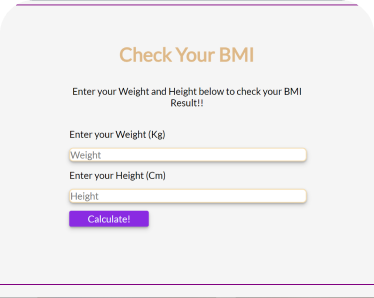 Check Your BMI
Enter your Weight and Height below to check your BMI
Result!!
Enter your Weight (Kg)
Weight
Enter your Height (Cm)
Height
Calculate!